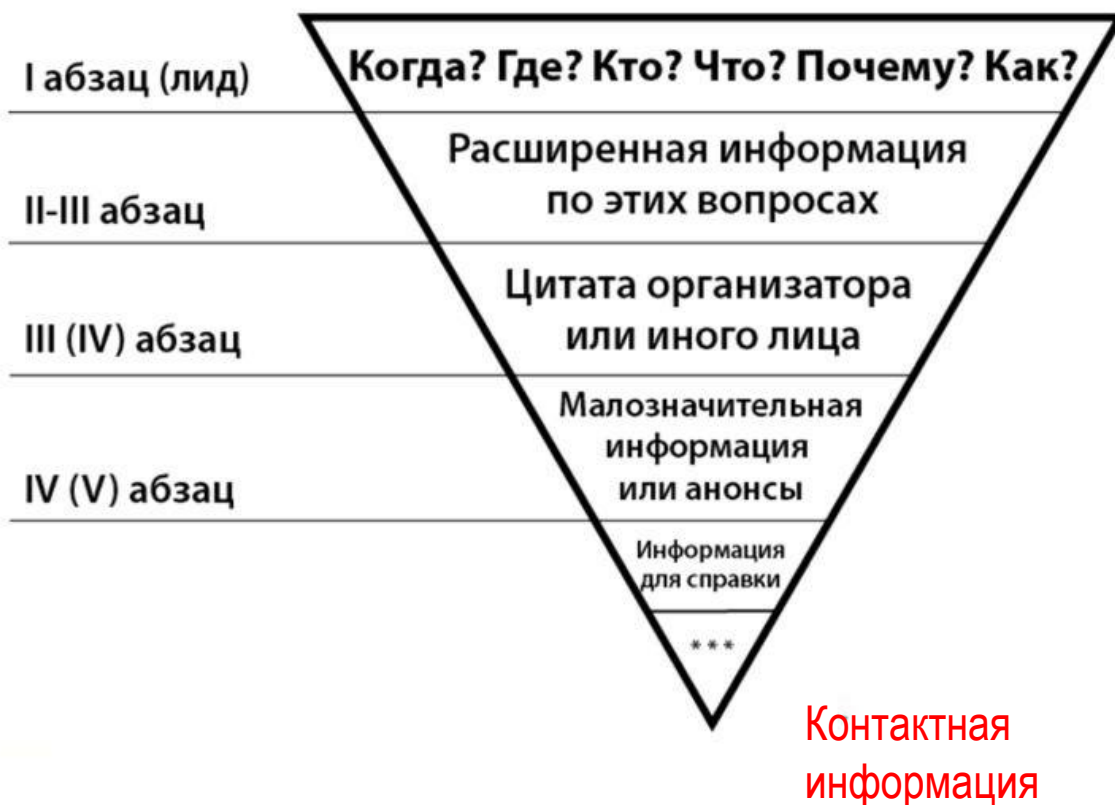 I абзац (лид)
Когда? Где? Кто? Что? Почему? Как?
II-III абзац
Расширенная информация
по этих вопросах
III (IV) абзац
Цитата организатора
или иного лица
IV (V) абзац
Малозначительная
информация
или анонсы
Информация
для справки
***
Контактная
информация